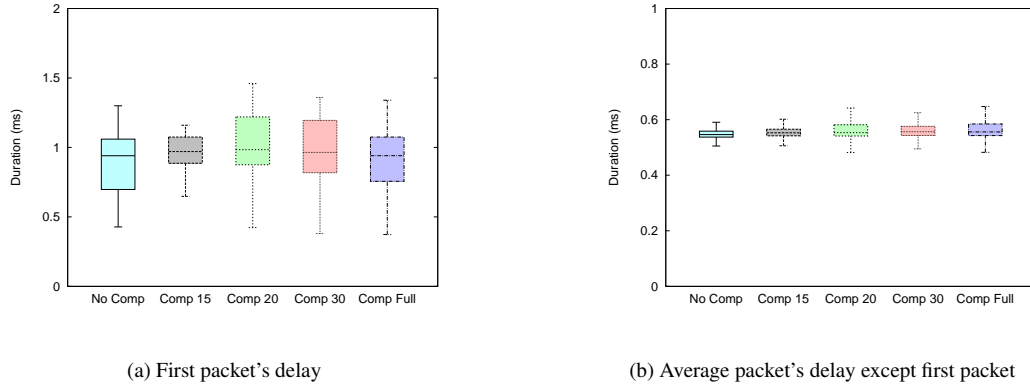 2
1.5
1
0.5
0
Duration (ms)
No Comp Comp 15 Comp 20 Comp 30 Comp Full
(a) First packet's delay
1
0.8
0.6
0.4
0.2
0
Duration (ms)
No Comp Comp 15 Comp 20 Comp 30 Comp Full
(b) Average packet's delay except first packet